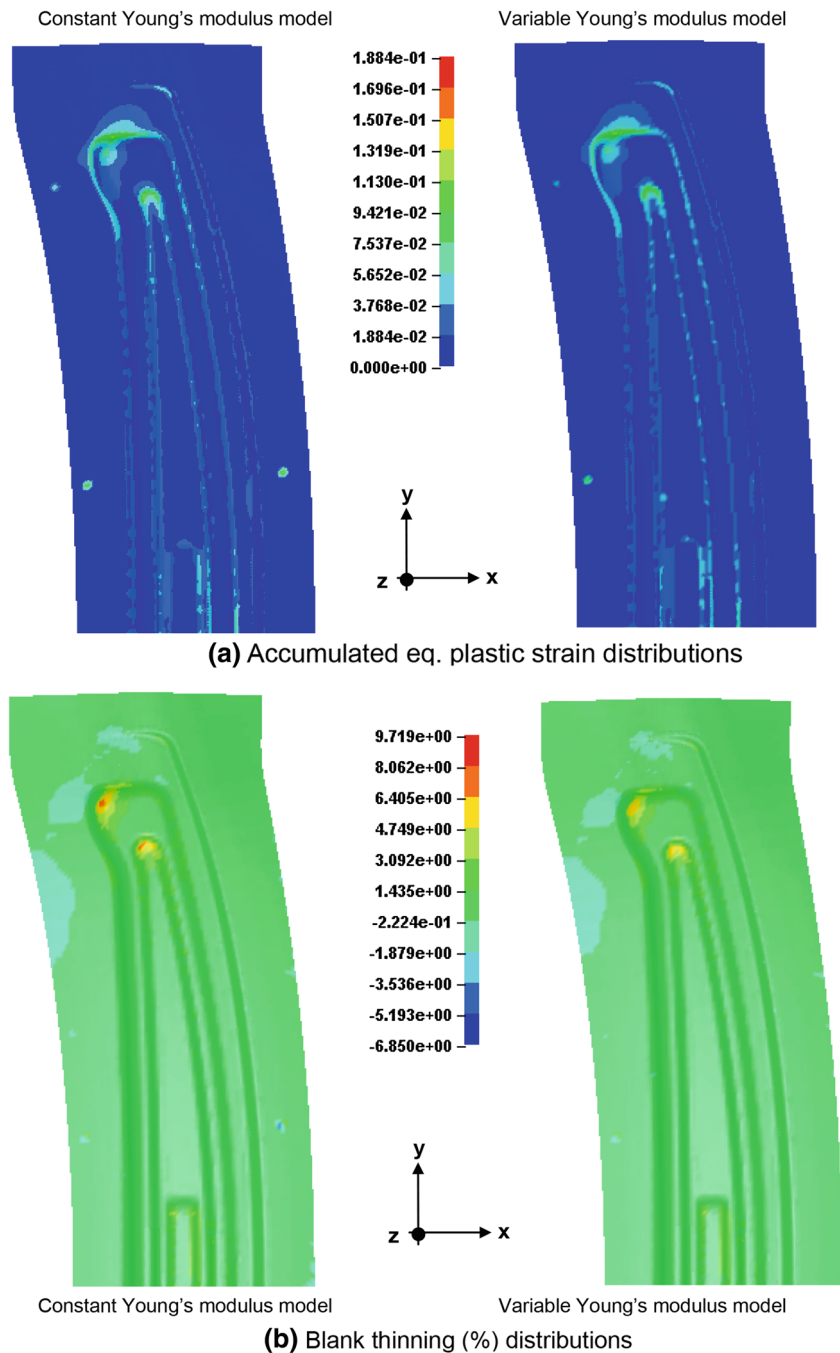 Constant Young's modulus model
Variable Young's modulus model
1.884e-01
1.696e-01
1.507e-01
1.319e-01
1.130e-01
9.421e-02
7.537e-02
5.652e-02
3.768e-02
1.884e-02
0.000e+00
y
z
x
(a) Accumulated eq. plastic strain distributions
9.719e+00
8.062e+00
6.405e+00
4.749e+00
3.092e+00
1.435e+00
-2.224e-01
-1.879e+00
-3.536e+00
-5.193e+00
-6.850e+00
y
z
x
Constant Young's modulus model
Variable Young's modulus model
(b) Blank thinning (%) distributions